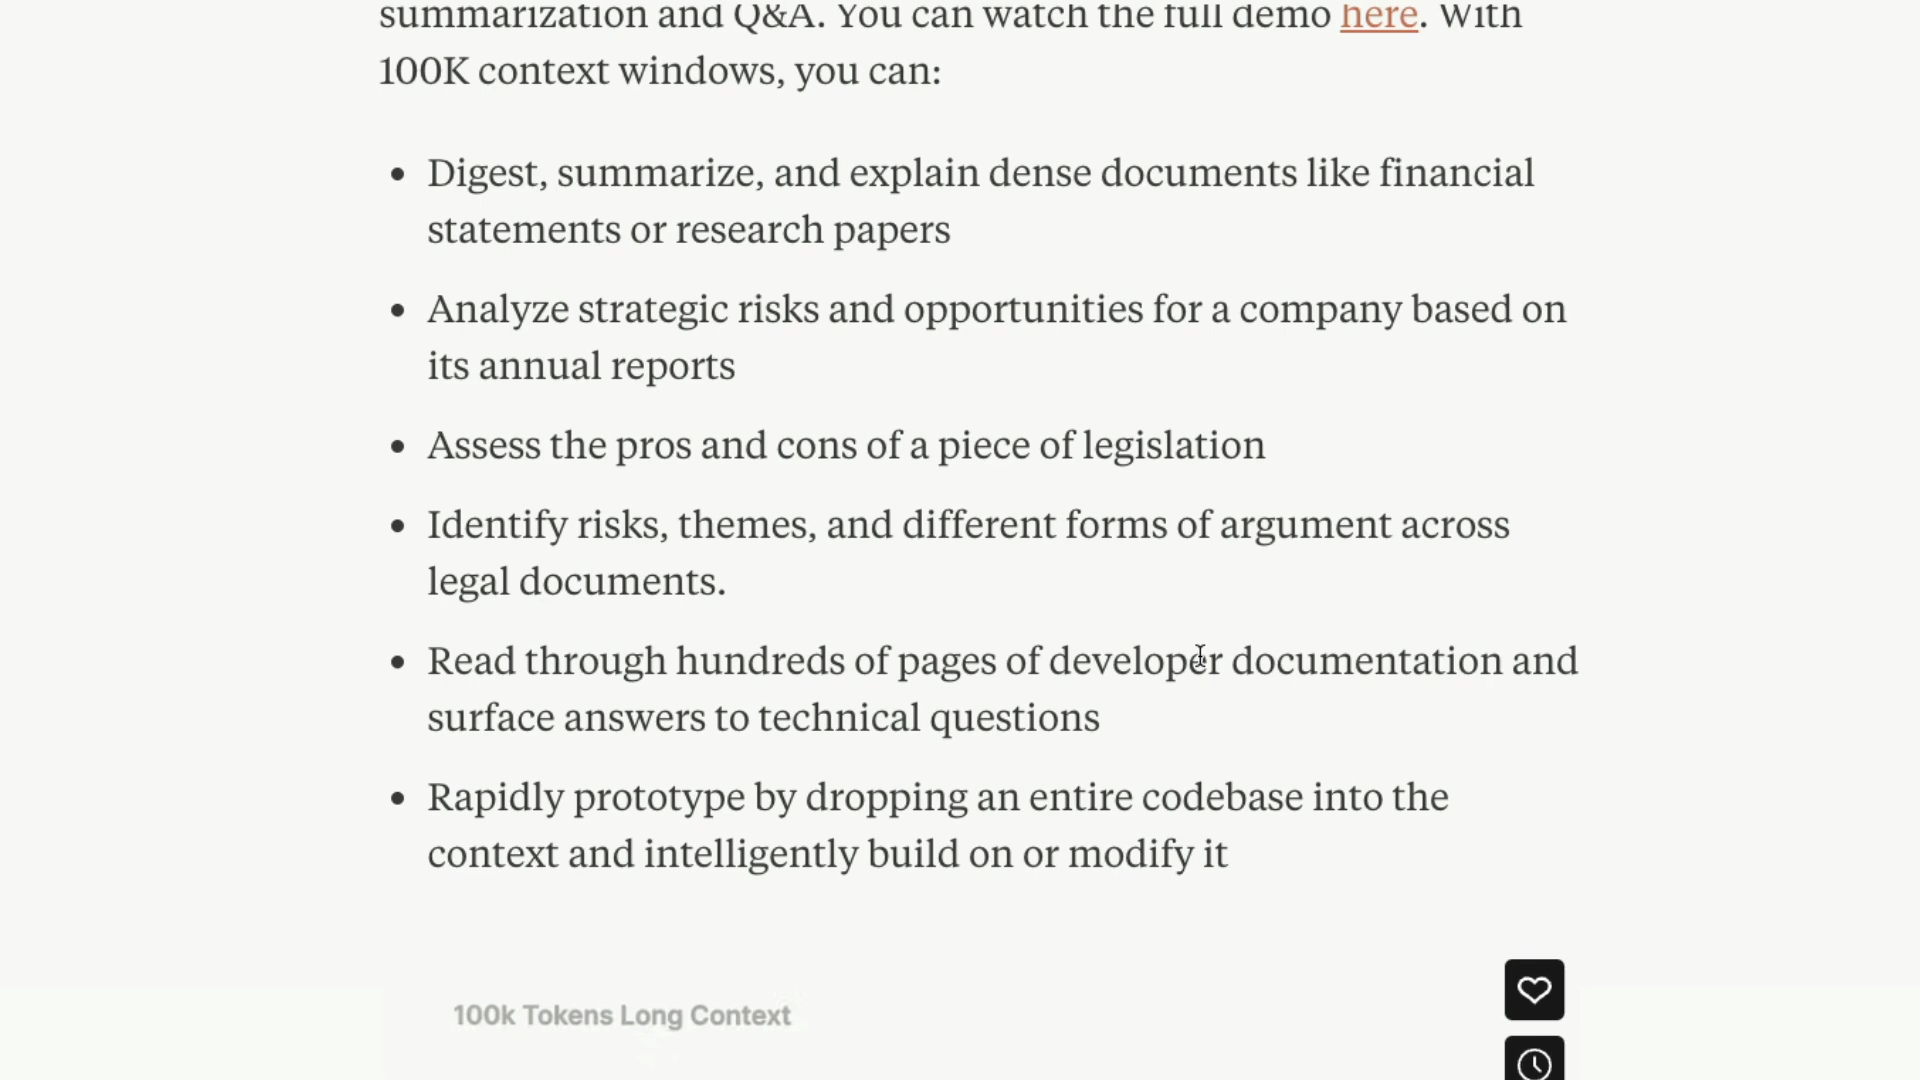 summarization and Q&A. You can watch the full demo here. With
100K context windows, you can:
• Digest, summarize, and explain dense documents like financial
statements or research papers
• Analyze strategic risks and opportunities for a company based on
its annual reports
• Assess the pros and cons of a piece of legislation
• Identify risks, themes, and different forms of argument across
legal documents.
• Read through hundreds of pages of developer documentation and
surface answers to technical questions
• Rapidly prototype by dropping an entire codebase into the
context and intelligently build on or modify it
100k Tokens Long Context